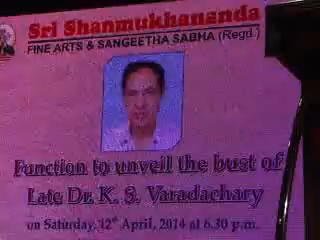 Sri Shanmukhananda
FINE ARTS & SANGEETHA SABHA (Regd.)
Function to unveil the bust of
Late Dr. K. S. Varadachary
on Saturday, 12th April, 2014 at 6.30 p.m.